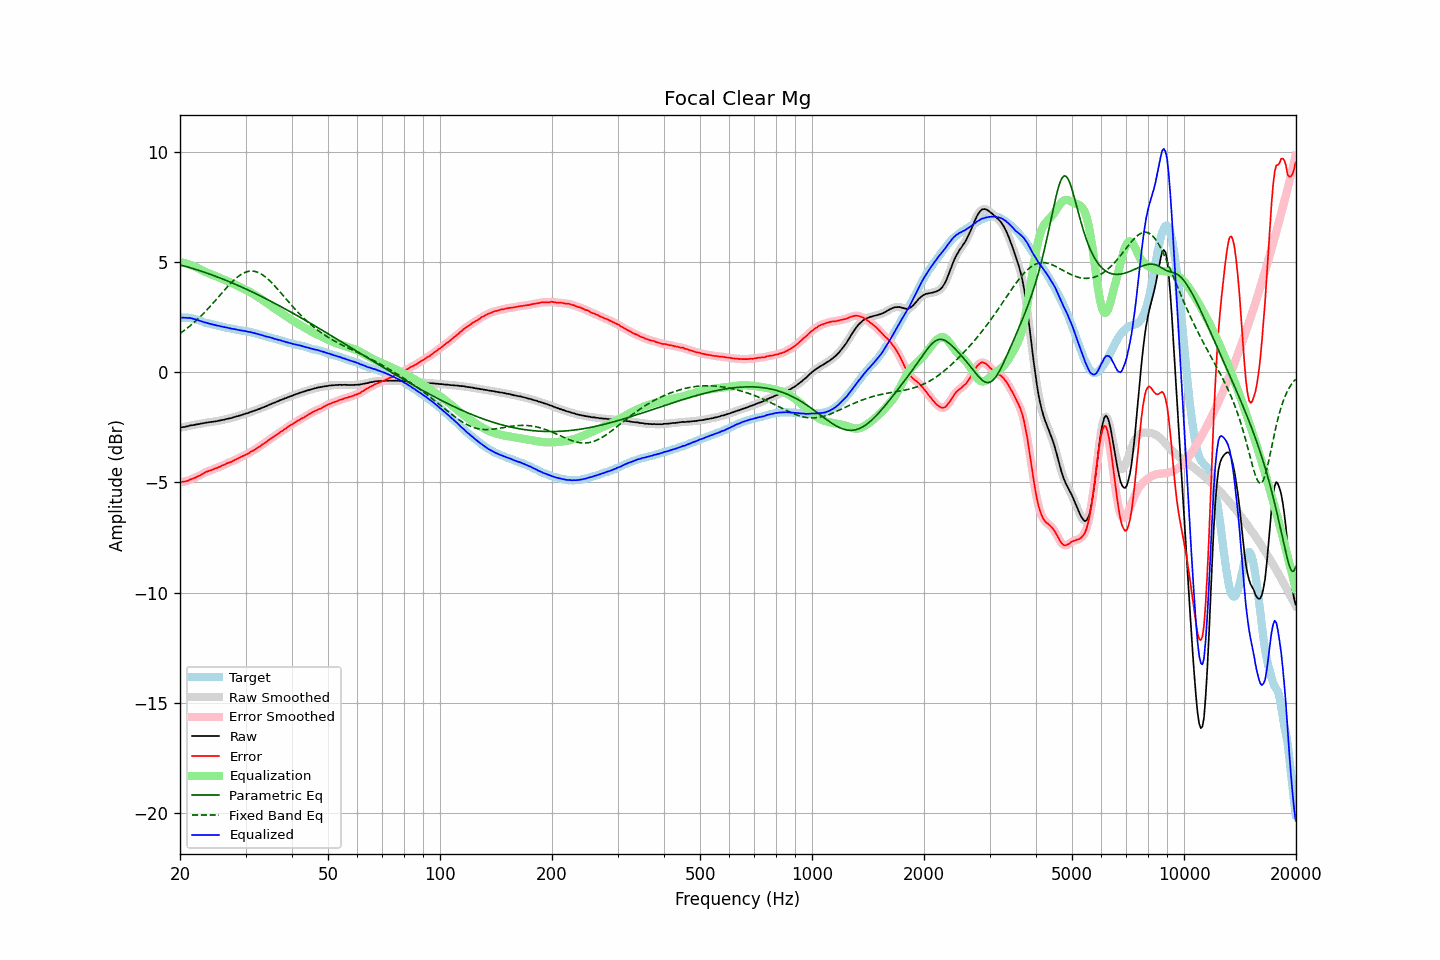 Focal Clear Mg
Amplitude (dBr)
10
5
0
−5
−10
−15
−20
Target
Raw Smoothed
Error Smoothed
Raw
Error
Equalization
Parametric Eq
Fixed Band Eq
Equalized
20 50 100 200 500 1000 2000 5000 10000 20000
Frequency (Hz)